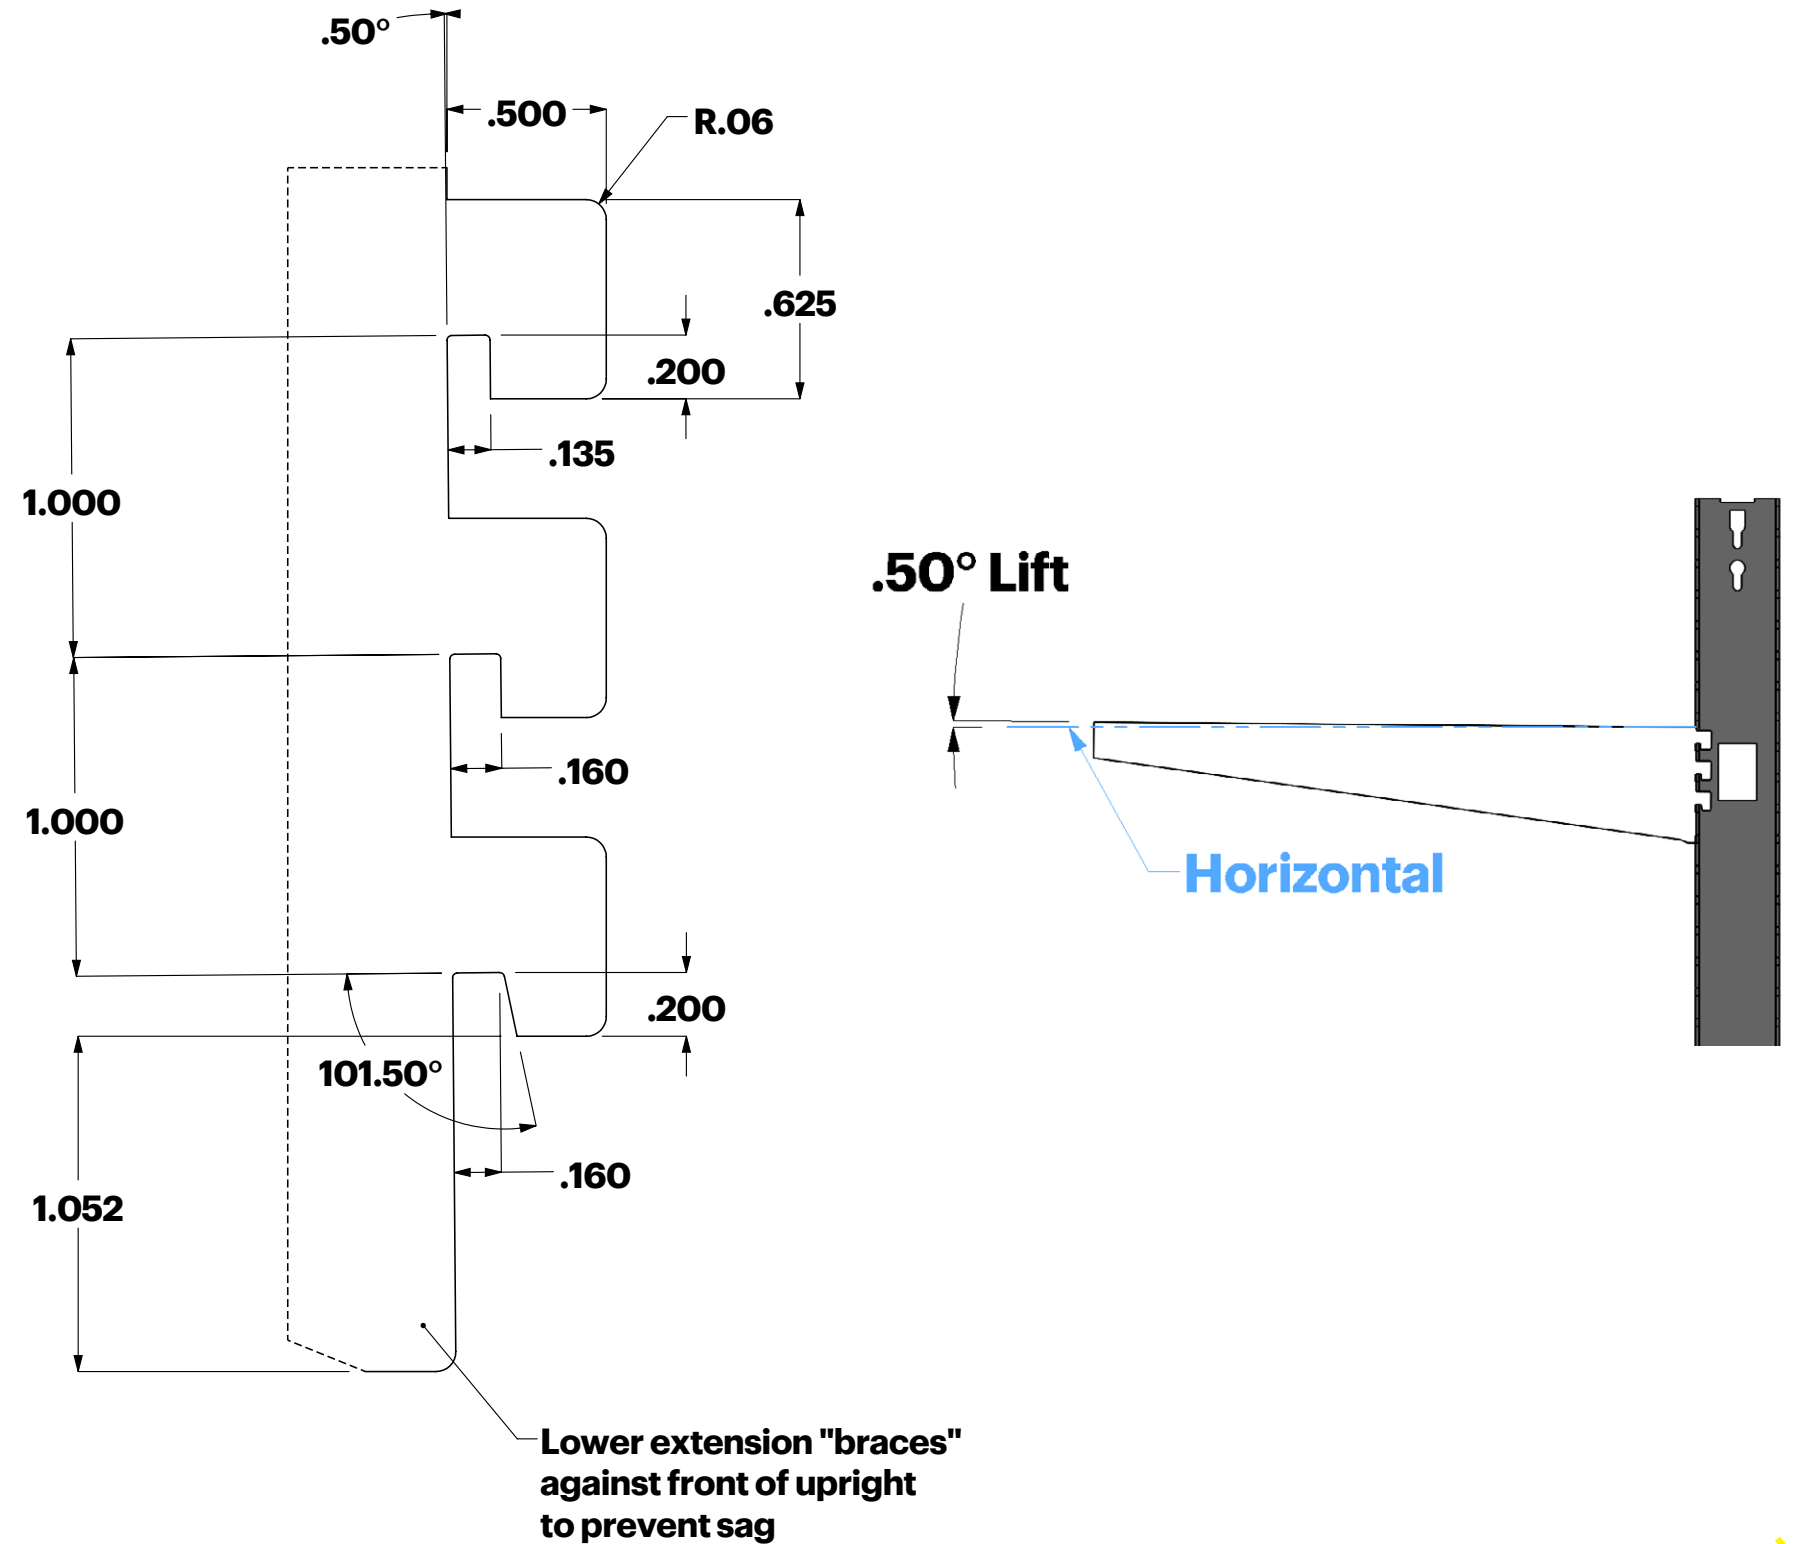 .50°
.500
R.06
.625
.200
.135
1.000
.50° Lift
.160
1.000
Horizontal
.200
101.50°
.160
1.052
Lower extension "braces"
against front of upright
to prevent sag